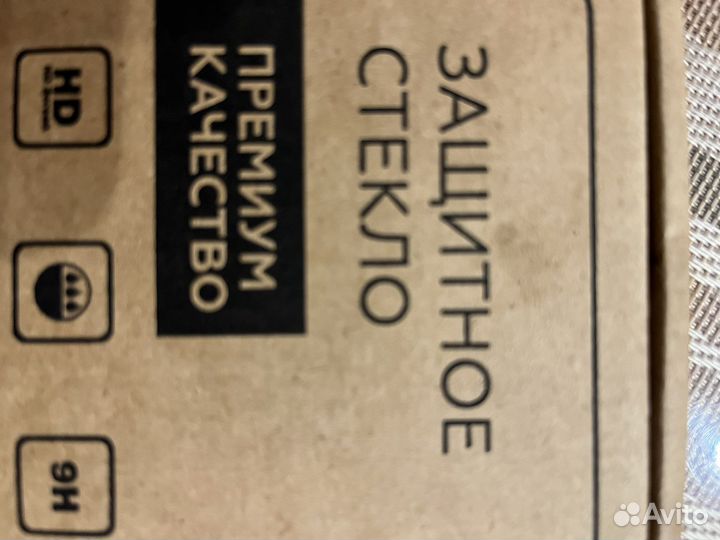 ЗАЩИТНОЕ
СТЕКЛО
ПРЕМИУМ
КАЧЕСТВО
HD
9H
Avito